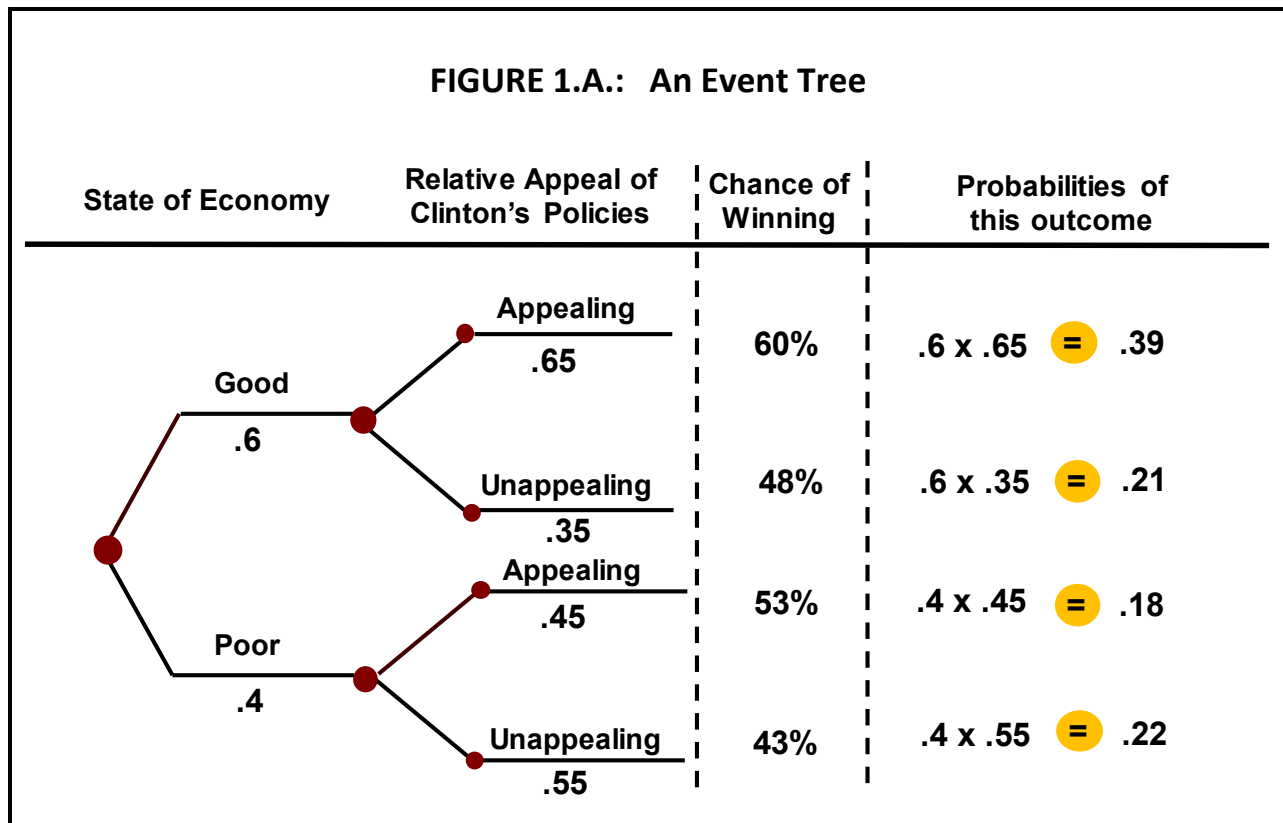 FIGURE 1.A.: An Event Tree
State of Economy
Relative Appeal of
Clinton's Policies
Chance of
Winning
Probabilities of
this outcome
Appealing
.65
60%
.6 x .65 = .39
Good
.6
Unappealing
.35
48%
.6 x .35 = .21
Appealing
.45
53%
.4 x .45 = .18
Poor
.4
Unappealing
.55
43%
.4 x .55 = .22